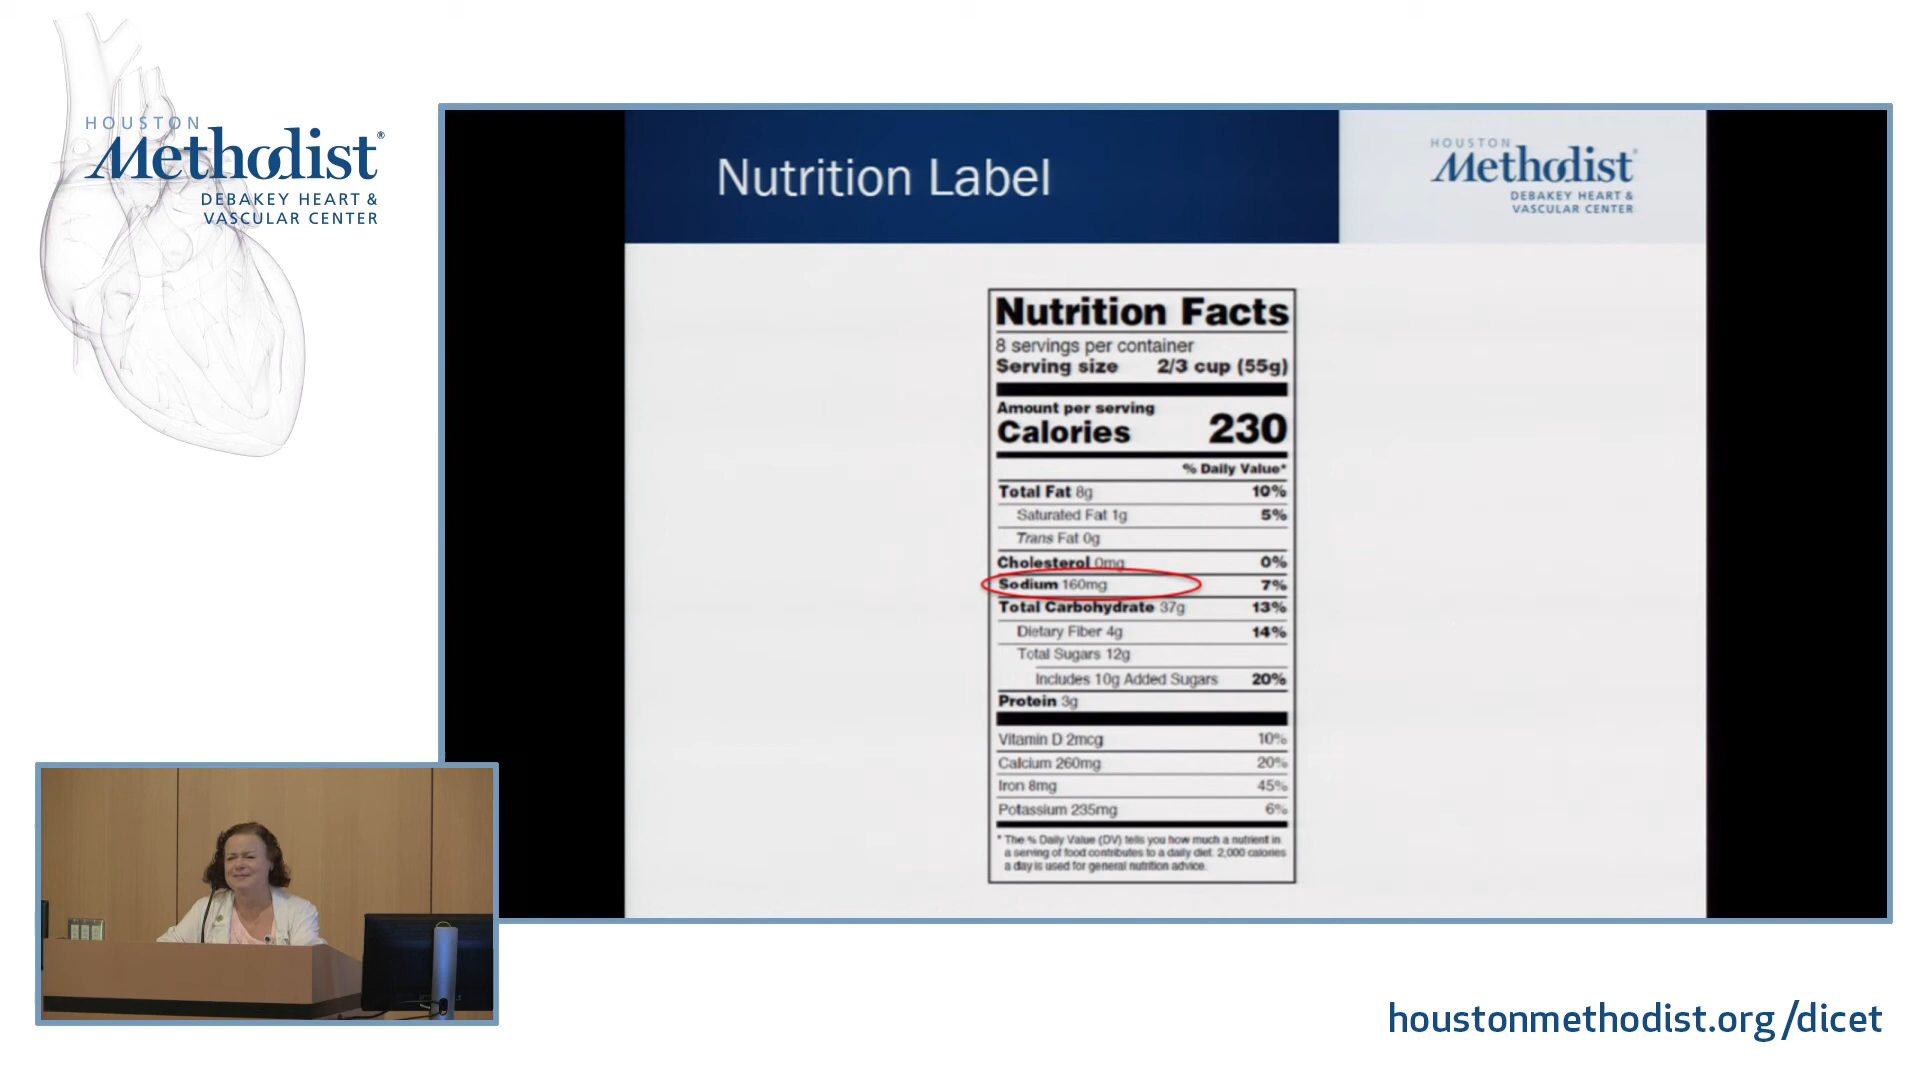 HOUSTON
Methodist®
DEBAKEY HEART &
VASCULAR CENTER
Nutrition Label
HOUSTON
Methodist®
DEBAKEY HEART &
VASCULAR CENTER
Nutrition Facts
8 servings per container
Serving size 2/3 cup (55g)
Amount per serving
Calories 230
% Daily Value*
Total Fat 8g 10%
Saturated Fat 1g 5%
Trans Fat 0g
Cholesterol 0mg 0%
Sodium 160mg 7%
Total Carbohydrate 37g 13%
Dietary Fiber 4g 14%
Total Sugars 12g
Includes 10g Added Sugars 20%
Protein 3g
Vitamin D 2mcg 10%
Calcium 260mg 20%
Iron 8mg 45%
Potassium 235mg 6%
* The % Daily Value (DV) tells you how much a nutrient in
a serving of food contributes to a daily diet. 2,000 calories
a day is used for general nutrition advice.
houstonmethodist.org/dicet